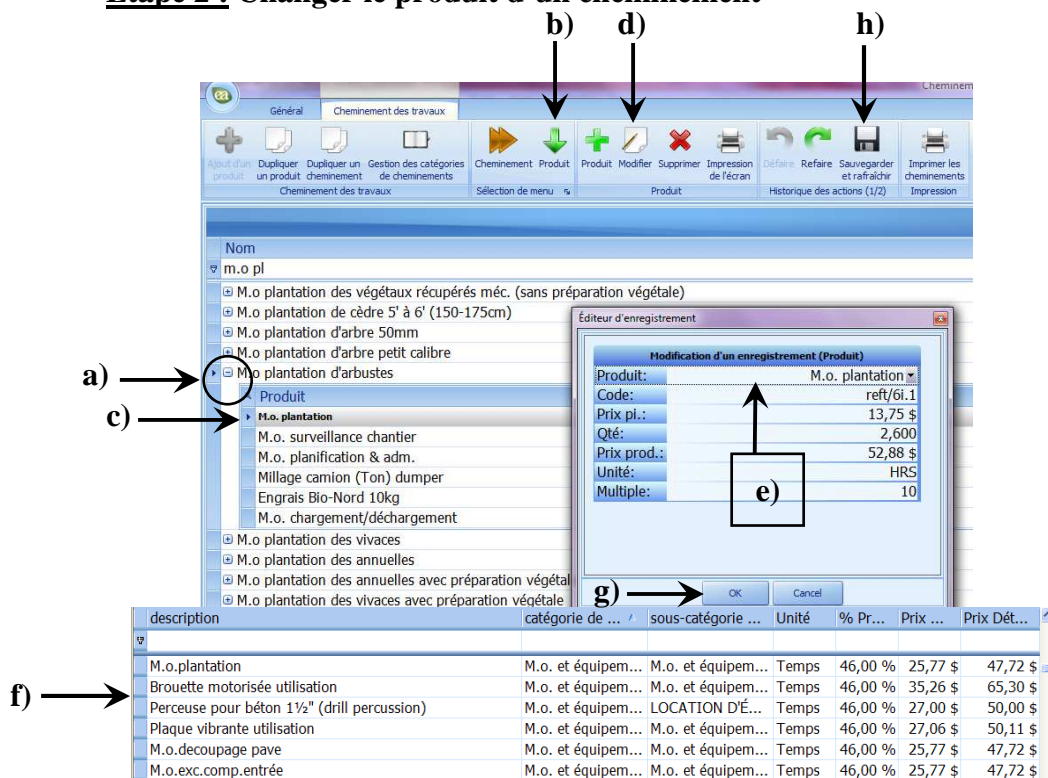 Étape 2 : Changer le produit d'un cheminement
b) d) h)
Cheminem
Général Cheminement des travaux
Ajout d'un produit
Dupliquer un produit
Dupliquer un cheminement
Gestion des catégories de cheminements
Cheminement Produit
Produit Modifier Supprimer
Impression de l'écran
Défaire Refaire
Sauvegarder et rafraîchir
Imprimer les cheminements
Cheminement des travaux Sélection de menu Produit Historique des actions (1/2) Impression
Nom
m.o pl
M.o plantation des végétaux récupérés méc. (sans préparation végétale)
M.o plantation de cèdre 5' à 6' (150-175cm)
M.o plantation d'arbre 50mm
M.o plantation d'arbre petit calibre
a) M.o plantation d'arbustes
Produit
c) M.o. plantation
M.o. surveillance chantier
M.o. planification & adm.
Millage camion (Ton) dumper
Engrais Bio-Nord 10kg
M.o. chargement/déchargement
M.o plantation des vivaces
M.o plantation des annuelles
M.o plantation des annuelles avec préparation végétal
M.o plantation des vivaces avec préparation végétale
Éditeur d'enregistrement
Modification d'un enregistrement (Produit)
Produit: M.o. plantation
Code: reft/6i.1
Prix pi.: 13,75 $
Qté: 2,600
Prix prod.: 52,88 $
Unité: HRS
Multiple: 10
e)
g) OK Cancel
description catégorie de ... sous-catégorie ... Unité % Pr... Prix ... Prix Dét...
M.o.plantation M.o. et équipem... M.o. et équipem... Temps 46,00 % 25,77 $ 47,72 $
f) Brouette motorisée utilisation M.o. et équipem... M.o. et équipem... Temps 46,00 % 35,26 $ 65,30 $
Perceuse pour béton 1½" (drill percussion) M.o. et équipem... LOCATION D'É... Temps 46,00 % 27,00 $ 50,00 $
Plaque vibrante utilisation M.o. et équipem... M.o. et équipem... Temps 46,00 % 27,06 $ 50,11 $
M.o.decoupage pave M.o. et équipem... M.o. et équipem... Temps 46,00 % 25,77 $ 47,72 $
M.o.exc.comp.entrée M.o. et équipem... M.o. et équipem... Temps 46,00 % 25,77 $ 47,72 $